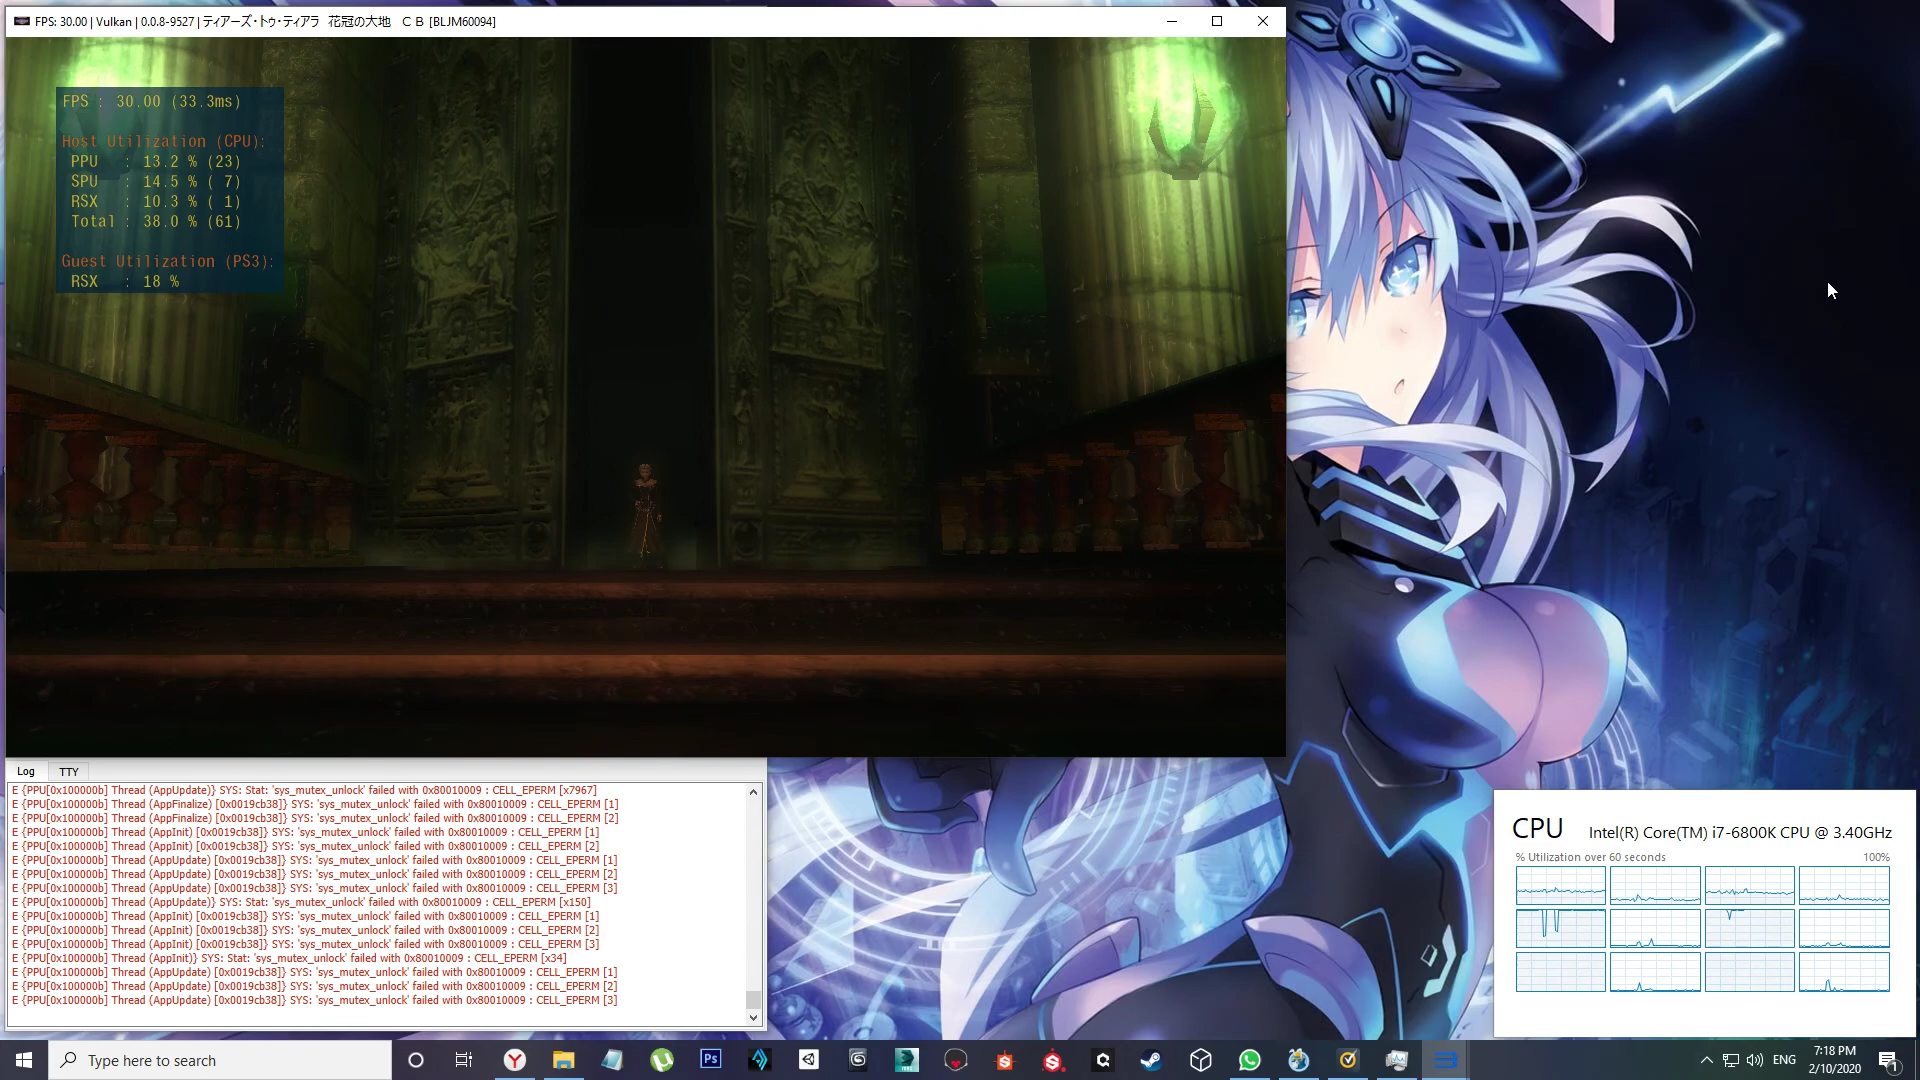 FPS: 30.00 | Vulkan | 0.0.8-9527 | ティアーズ・トゥ・ティアラ 花冠の大地 ＣＢ [BLJM60094]
FPS : 30.00 (33.3ms)
Host Utilization (CPU):
PPU : 13.2 % (23)
SPU : 14.5 % ( 7)
RSX : 10.3 % ( 1)
Total : 38.0 % (61)
Guest Utilization (PS3):
RSX : 18 %
Log TTY
E {PPU[0x100000b] Thread (AppUpdate)} SYS: Stat: 'sys_mutex_unlock' failed with 0x80010009 : CELL_EPERM [x7967]
E {PPU[0x100000b] Thread (AppFinalize) [0x0019cb38]} SYS: 'sys_mutex_unlock' failed with 0x80010009 : CELL_EPERM [1]
E {PPU[0x100000b] Thread (AppFinalize) [0x0019cb38]} SYS: 'sys_mutex_unlock' failed with 0x80010009 : CELL_EPERM [2]
E {PPU[0x100000b] Thread (AppInit) [0x0019cb38]} SYS: 'sys_mutex_unlock' failed with 0x80010009 : CELL_EPERM [1]
E {PPU[0x100000b] Thread (AppInit) [0x0019cb38]} SYS: 'sys_mutex_unlock' failed with 0x80010009 : CELL_EPERM [2]
E {PPU[0x100000b] Thread (AppUpdate) [0x0019cb38]} SYS: 'sys_mutex_unlock' failed with 0x80010009 : CELL_EPERM [1]
E {PPU[0x100000b] Thread (AppUpdate) [0x0019cb38]} SYS: 'sys_mutex_unlock' failed with 0x80010009 : CELL_EPERM [2]
E {PPU[0x100000b] Thread (AppUpdate) [0x0019cb38]} SYS: 'sys_mutex_unlock' failed with 0x80010009 : CELL_EPERM [3]
E {PPU[0x100000b] Thread (AppUpdate)} SYS: Stat: 'sys_mutex_unlock' failed with 0x80010009 : CELL_EPERM [x150]
E {PPU[0x100000b] Thread (AppInit) [0x0019cb38]} SYS: 'sys_mutex_unlock' failed with 0x80010009 : CELL_EPERM [1]
E {PPU[0x100000b] Thread (AppInit) [0x0019cb38]} SYS: 'sys_mutex_unlock' failed with 0x80010009 : CELL_EPERM [2]
E {PPU[0x100000b] Thread (AppInit) [0x0019cb38]} SYS: 'sys_mutex_unlock' failed with 0x80010009 : CELL_EPERM [3]
E {PPU[0x100000b] Thread (AppInit)} SYS: Stat: 'sys_mutex_unlock' failed with 0x80010009 : CELL_EPERM [x34]
E {PPU[0x100000b] Thread (AppUpdate) [0x0019cb38]} SYS: 'sys_mutex_unlock' failed with 0x80010009 : CELL_EPERM [1]
E {PPU[0x100000b] Thread (AppUpdate) [0x0019cb38]} SYS: 'sys_mutex_unlock' failed with 0x80010009 : CELL_EPERM [2]
E {PPU[0x100000b] Thread (AppUpdate) [0x0019cb38]} SYS: 'sys_mutex_unlock' failed with 0x80010009 : CELL_EPERM [3]
CPU Intel(R) Core(TM) i7-6800K CPU @ 3.40GHz
% Utilization over 60 seconds 100%
Type here to search
Ps
ENG
7:18 PM
2/10/2020
1